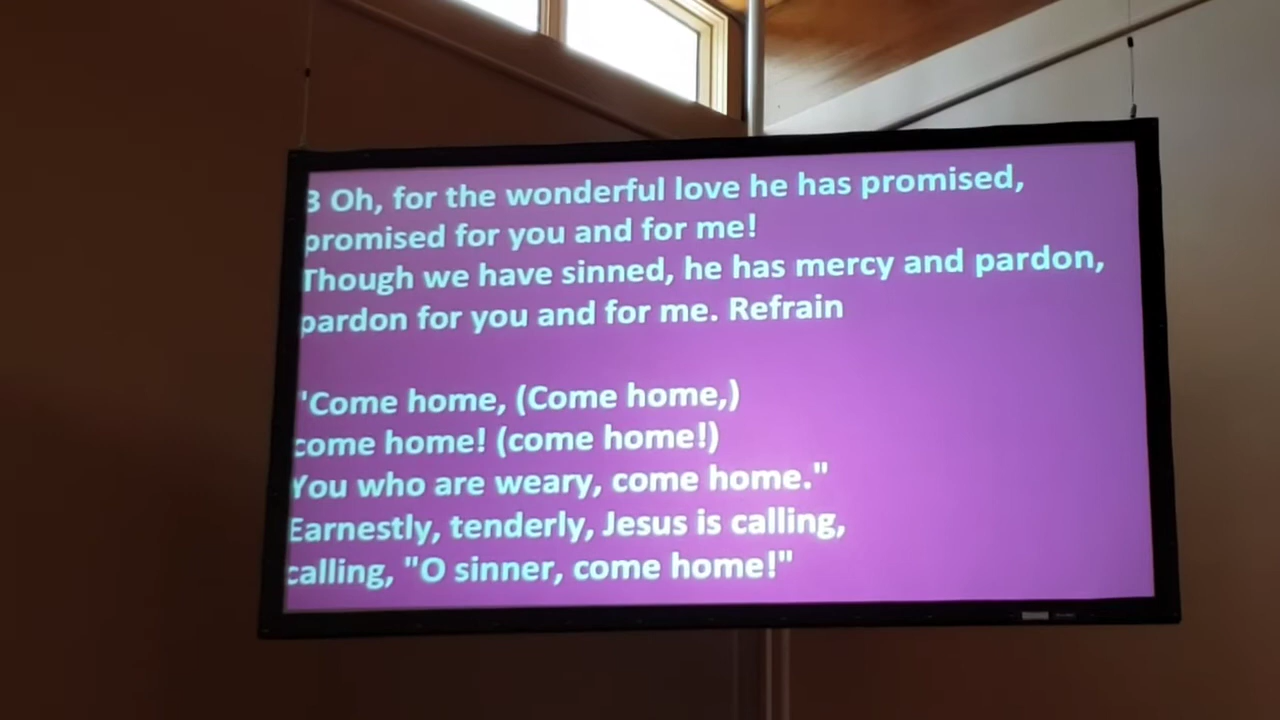 3 Oh, for the wonderful love he has promised,
promised for you and for me!
Though we have sinned, he has mercy and pardon,
pardon for you and for me. Refrain
"Come home, (Come home,)
come home! (come home!)
You who are weary, come home."
Earnestly, tenderly, Jesus is calling,
calling, "O sinner, come home!"